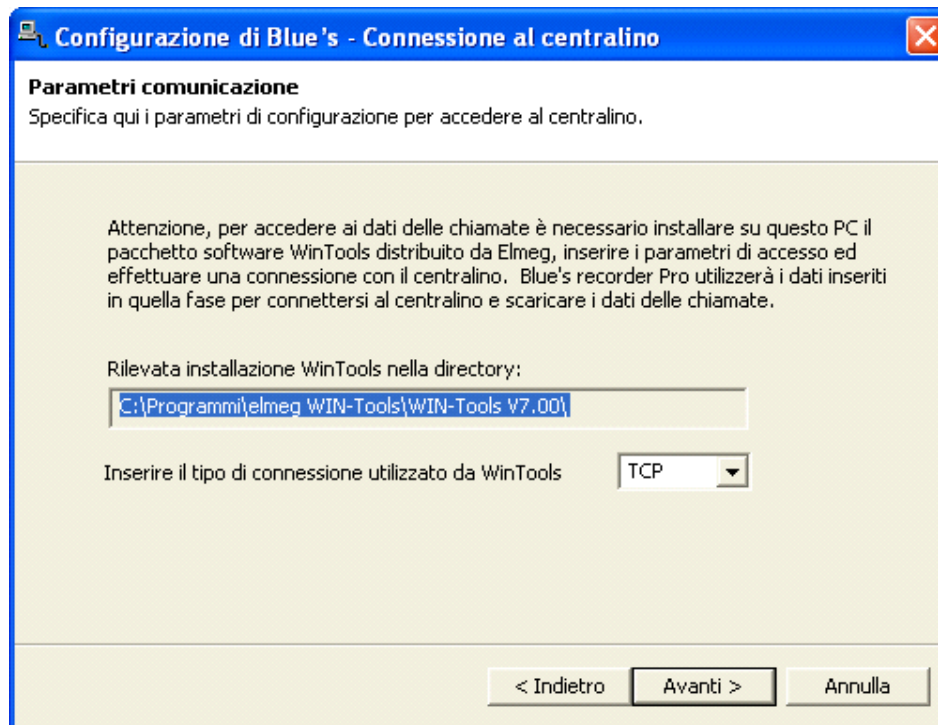 Configurazione di Blue's - Connessione al centralino
Parametri comunicazione
Specifica qui i parametri di configurazione per accedere al centralino.
Attenzione, per accedere ai dati delle chiamate è necessario installare su questo PC il
pacchetto software WinTools distribuito da Elmeg, inserire i parametri di accesso ed
effettuare una connessione con il centralino.  Blue's recorder Pro utilizzerà i dati inseriti
in quella fase per connettersi al centralino e scaricare i dati delle chiamate.
Rilevata installazione WinTools nella directory:
C:\Programmi\elmeg WIN-Tools\WIN-Tools V7.00\
Inserire il tipo di connessione utilizzato da WinTools TCP
< Indietro Avanti > Annulla